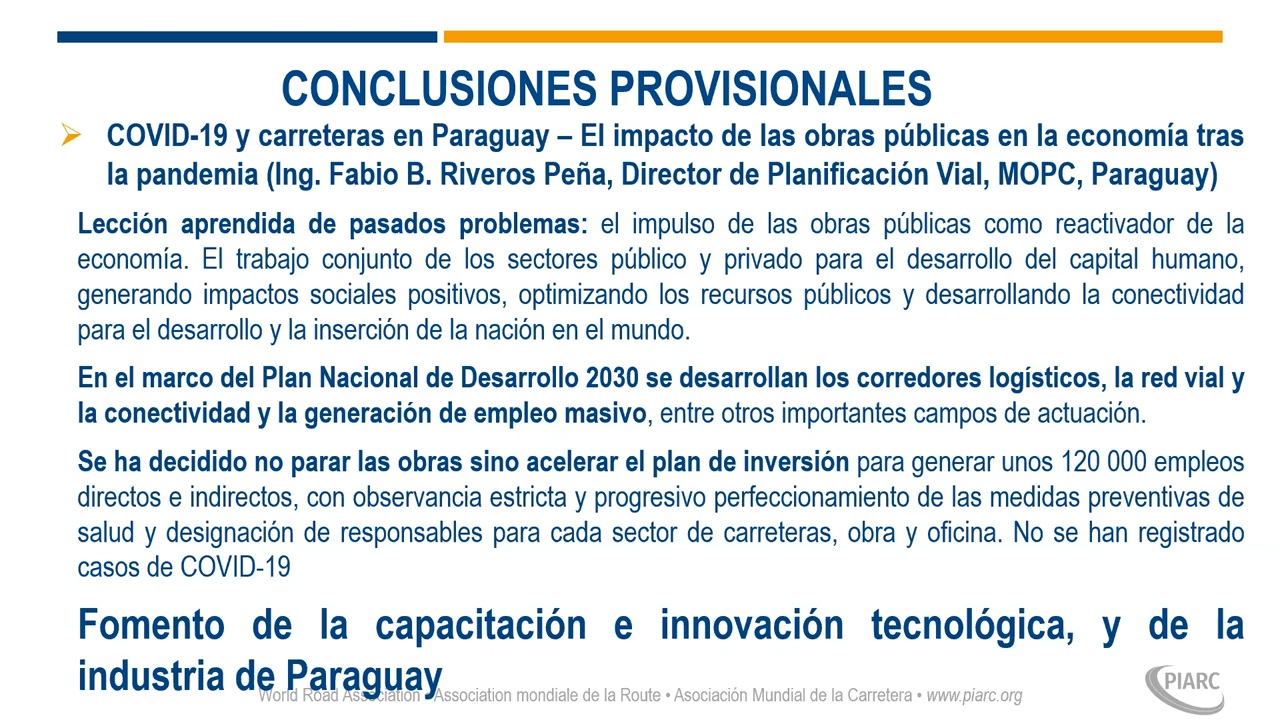 CONCLUSIONES PROVISIONALES
COVID-19 y carreteras en Paraguay – El impacto de las obras públicas en la economía tras
la pandemia (Ing. Fabio B. Riveros Peña, Director de Planificación Vial, MOPC, Paraguay)
Lección aprendida de pasados problemas: el impulso de las obras públicas como reactivador de la
economía. El trabajo conjunto de los sectores público y privado para el desarrollo del capital humano,
generando impactos sociales positivos, optimizando los recursos públicos y desarrollando la conectividad
para el desarrollo y la inserción de la nación en el mundo.
En el marco del Plan Nacional de Desarrollo 2030 se desarrollan los corredores logísticos, la red vial y
la conectividad y la generación de empleo masivo, entre otros importantes campos de actuación.
Se ha decidido no parar las obras sino acelerar el plan de inversión para generar unos 120 000 empleos
directos e indirectos, con observancia estricta y progresivo perfeccionamiento de las medidas preventivas de
salud y designación de responsables para cada sector de carreteras, obra y oficina. No se han registrado
casos de COVID-19
Fomento de la capacitación e innovación tecnológica, y de la
industria de Paraguay
World Road Association • Association mondiale de la Route • Asociación Mundial de la Carretera • www.piarc.org
PIARC